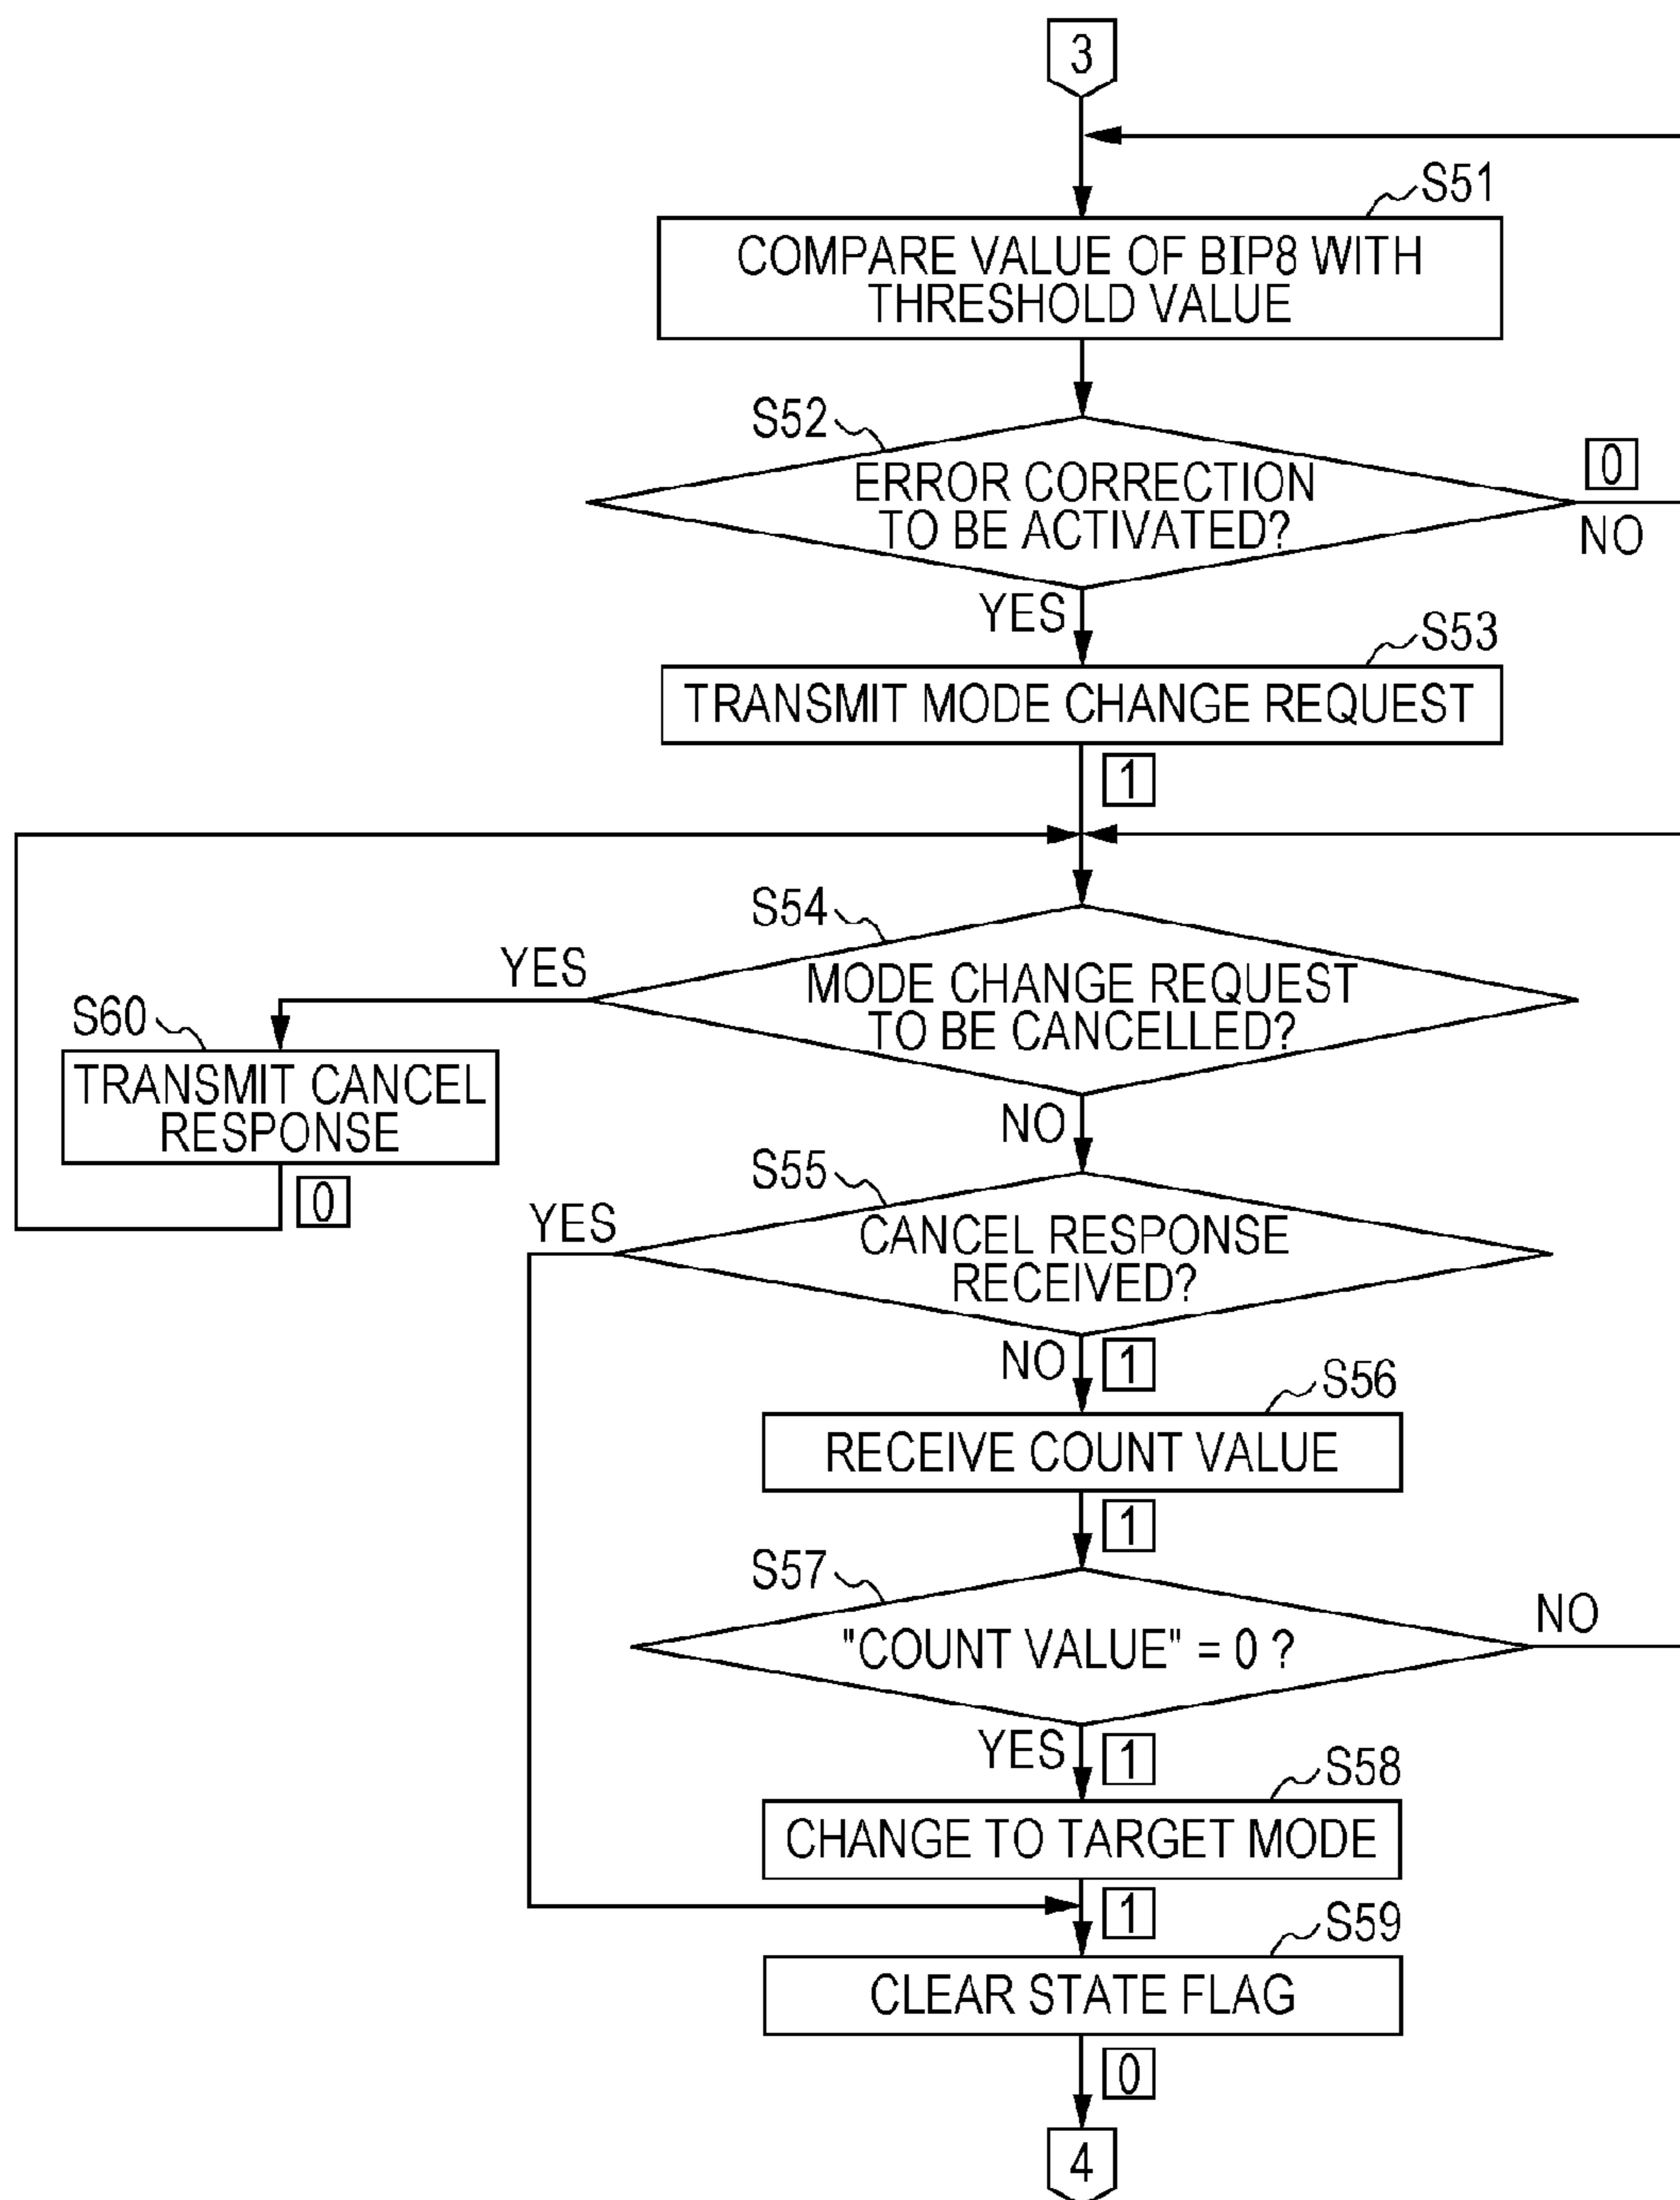 3
S51
COMPARE VALUE OF BIP8 WITH
THRESHOLD VALUE
S52
ERROR CORRECTION
TO BE ACTIVATED?
0
NO
YES
S53
TRANSMIT MODE CHANGE REQUEST
1
S54
YES
MODE CHANGE REQUEST
TO BE CANCELLED?
S60
TRANSMIT CANCEL
RESPONSE
0
NO
S55
YES
CANCEL RESPONSE
RECEIVED?
NO
1
S56
RECEIVE COUNT VALUE
1
S57
NO
"COUNT VALUE" = 0 ?
YES
1
S58
CHANGE TO TARGET MODE
1
S59
CLEAR STATE FLAG
0
4